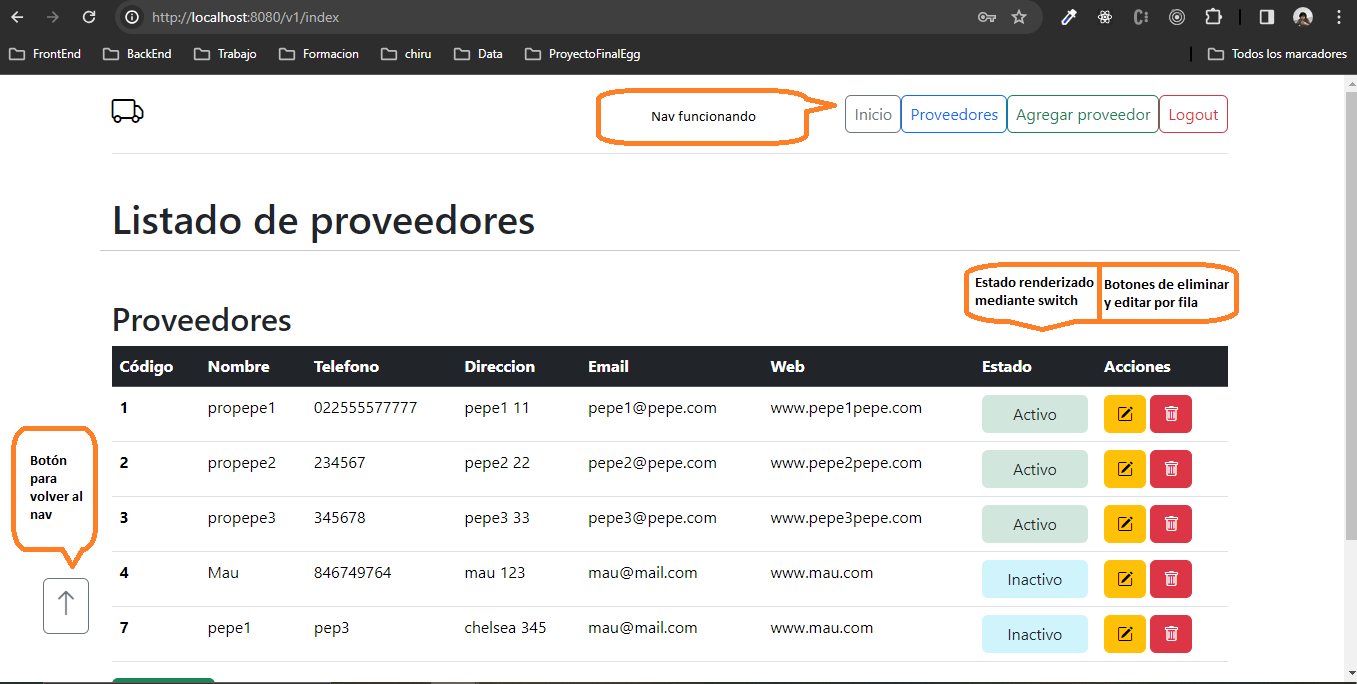 http://localhost:8080/v1/index
FrontEnd BackEnd Trabajo Formacion chiru Data ProyectoFinalEgg Todos los marcadores
Nav funcionando
Inicio Proveedores Agregar proveedor Logout
Listado de proveedores
Estado renderizado
mediante switch
Botones de eliminar
y editar por fila
Proveedores
Código Nombre Telefono Direccion Email Web Estado Acciones
1 propepe1 022555577777 pepe1 11 pepe1@pepe.com www.pepe1pepe.com Activo
2 propepe2 234567 pepe2 22 pepe2@pepe.com www.pepe2pepe.com Activo
3 propepe3 345678 pepe3 33 pepe3@pepe.com www.pepe3pepe.com Activo
4 Mau 846749764 mau 123 mau@mail.com www.mau.com Inactivo
7 pepe1 pep3 chelsea 345 mau@mail.com www.mau.com Inactivo
Botón
para
volver al
nav